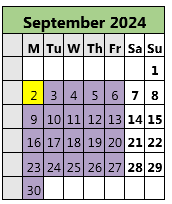 September 2024
M Tu W Th Fr Sa Su
1
2 3 4 5 6 7 8
9 10 11 12 13 14 15
16 17 18 19 20 21 22
23 24 25 26 27 28 29
30